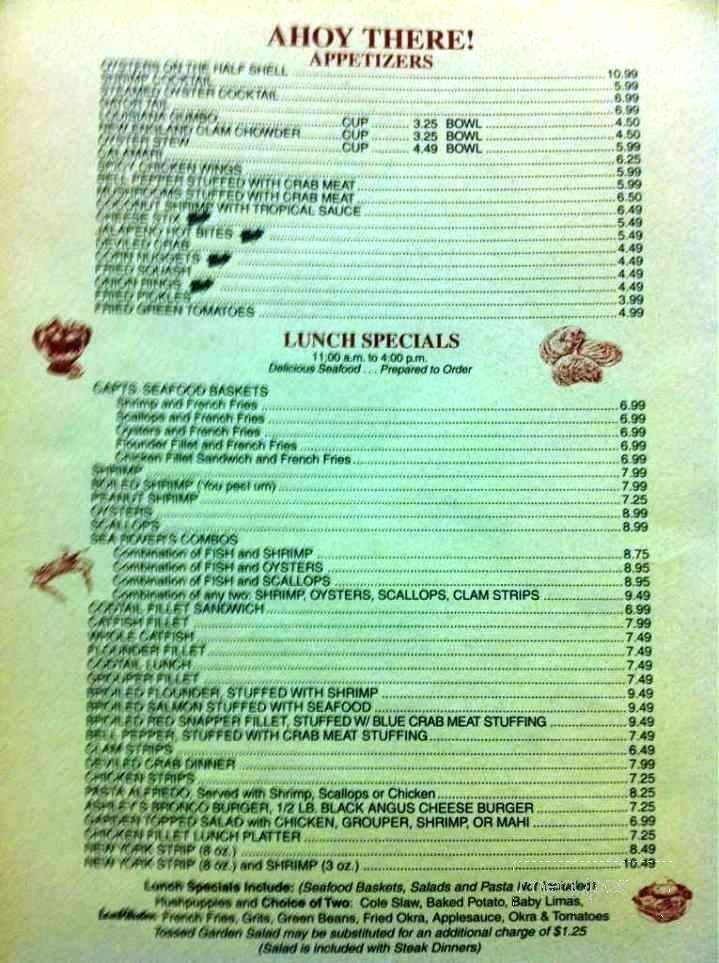 AHOY THERE!
APPETIZERS
OYSTERS ON THE HALF SHELL 10.99
SHRIMP COCKTAIL 5.99
STEAMED OYSTER COCKTAIL 6.99
GATOR TAIL 6.99
LOUISIANA GUMBO CUP 3.25 BOWL 4.50
NEW ENGLAND CLAM CHOWDER CUP 3.25 BOWL 4.50
OYSTER STEW CUP 4.49 BOWL 5.99
CALAMARI 6.25
CHICKEN WINGS 5.99
BELL PEPPERS STUFFED WITH CRAB MEAT 5.99
MUSHROOMS STUFFED WITH CRAB MEAT 6.50
COCONUT SHRIMP WITH TROPICAL SAUCE 6.49
CHEESE STIX 5.49
JALAPENO HOT BITES 5.49
DEVILED CRAB 4.49
CORN NUGGETS 4.49
FRIED SQUASH 4.49
ONION RINGS 4.49
FRIED PICKLES 3.99
FRIED GREEN TOMATOES 4.99
LUNCH SPECIALS
11:00 a.m. to 4:00 p.m.
Delicious Seafood . . . Prepared to Order
CAPTS. SEAFOOD BASKETS
Shrimp and French Fries 6.99
Scallops and French Fries 6.99
Oysters and French Fries 6.99
Flounder Fillet and French Fries 6.99
Chicken Fillet Sandwich and French Fries 6.99
SHRIMP 7.99
BOILED SHRIMP (You peel um) 7.99
PEANUT SHRIMP 7.25
OYSTERS 8.99
SCALLOPS 8.99
SEA ROVER'S COMBOS
Combination of FISH and SHRIMP 8.75
Combination of FISH and OYSTERS 8.95
Combination of FISH and SCALLOPS 8.95
Combination of any two: SHRIMP, OYSTERS, SCALLOPS, CLAM STRIPS 9.49
CODTAIL FILLET SANDWICH 6.99
CATFISH FILLET 7.99
WHOLE CATFISH 7.49
FLOUNDER FILLET 7.49
CODTAIL LUNCH 7.49
GROUPER FILLET 7.49
BROILED FLOUNDER, STUFFED WITH SHRIMP 9.49
BROILED SALMON STUFFED WITH SEAFOOD 9.49
BROILED RED SNAPPER FILLET, STUFFED W/ BLUE CRAB MEAT STUFFING 9.49
BELL PEPPER, STUFFED WITH CRAB MEAT STUFFING 7.49
CLAM STRIPS 6.49
DEVILED CRAB DINNER 7.99
CHICKEN STRIPS 7.25
PASTA ALFREDO, Served with Shrimp, Scallops or Chicken 8.25
ASHLEY'S BRONCO BURGER, 1/2 LB. BLACK ANGUS CHEESE BURGER 7.25
GARDEN TOPPED SALAD with CHICKEN, GROUPER, SHRIMP, OR MAHI 6.99
CHICKEN FILLET LUNCH PLATTER 7.25
NEW YORK STRIP (8 oz.) 8.49
NEW YORK STRIP (8 oz.) and SHRIMP (3 oz.) 10.49
Lunch Specials Include: (Seafood Baskets, Salads and Pasta Not Included)
Hushpuppies and Choice of Two: Cole Slaw, Baked Potato, Baby Limas,
French Fries, Grits, Green Beans, Fried Okra, Applesauce, Okra & Tomatoes
Tossed Garden Salad may be substituted for an additional charge of $1.25
(Salad is included with Steak Dinners)